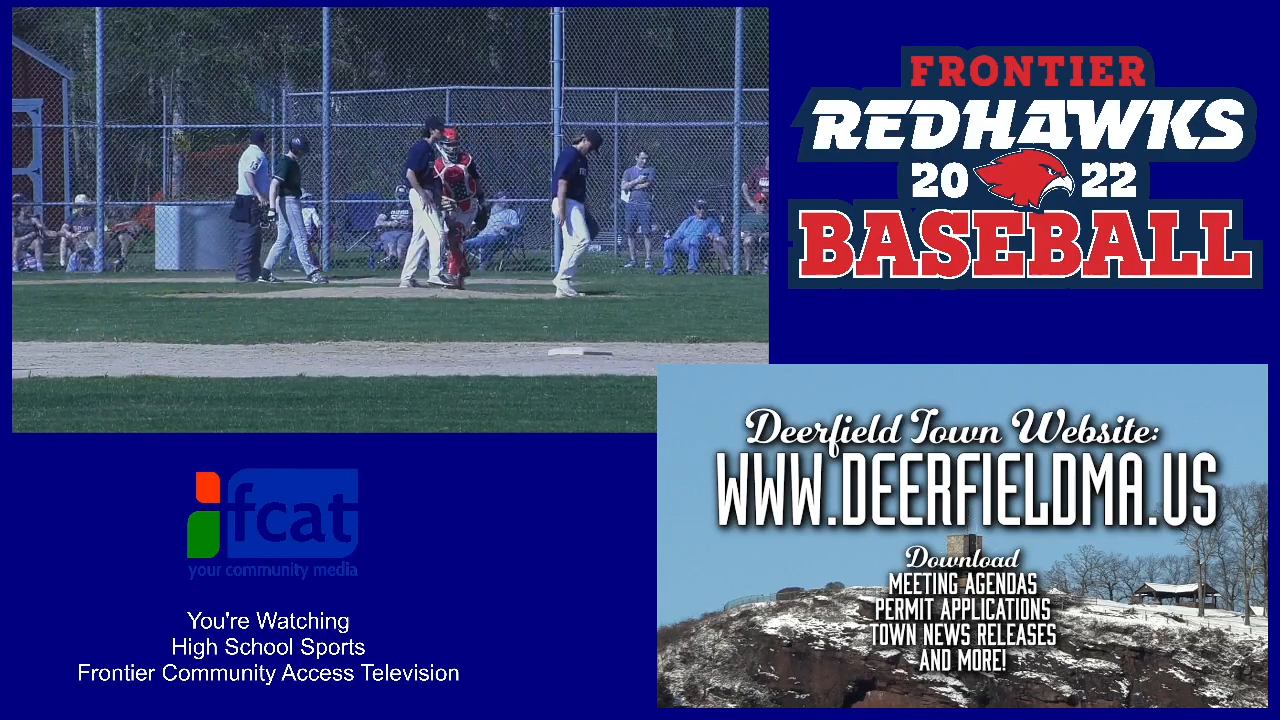 FRONTIER
REDHAWKS
20 22
BASEBALL
Deerfield Town Website:
WWW.DEERFIELDMA.US
Download
MEETING AGENDAS
PERMIT APPLICATIONS
TOWN NEWS RELEASES
AND MORE!
fcat
your community media
You're Watching
High School Sports
Frontier Community Access Television